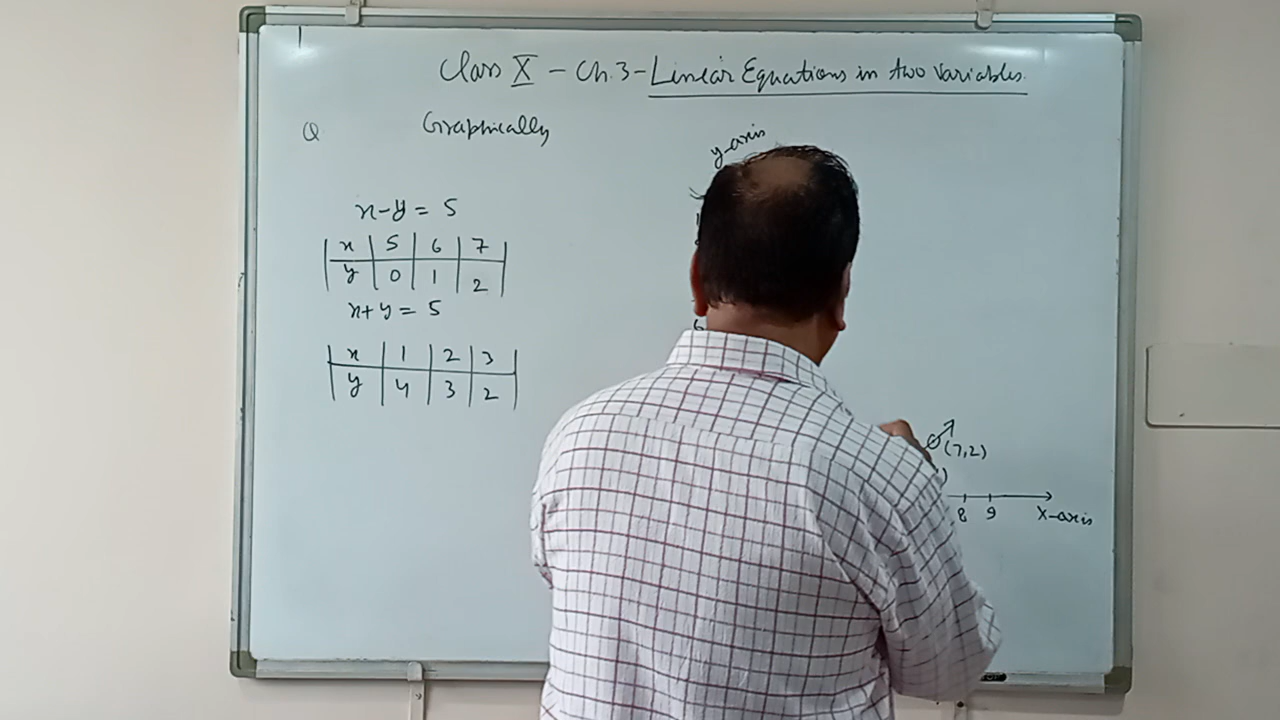 Class X - Ch.3 - Linear Equations in two variables.
Q Graphically
y-axis
x-y = 5
x 5 6 7
y 0 1 2
x+y = 5
x 1 2 3
y 4 3 2
6
(7,2)
)
8 9 X-axis